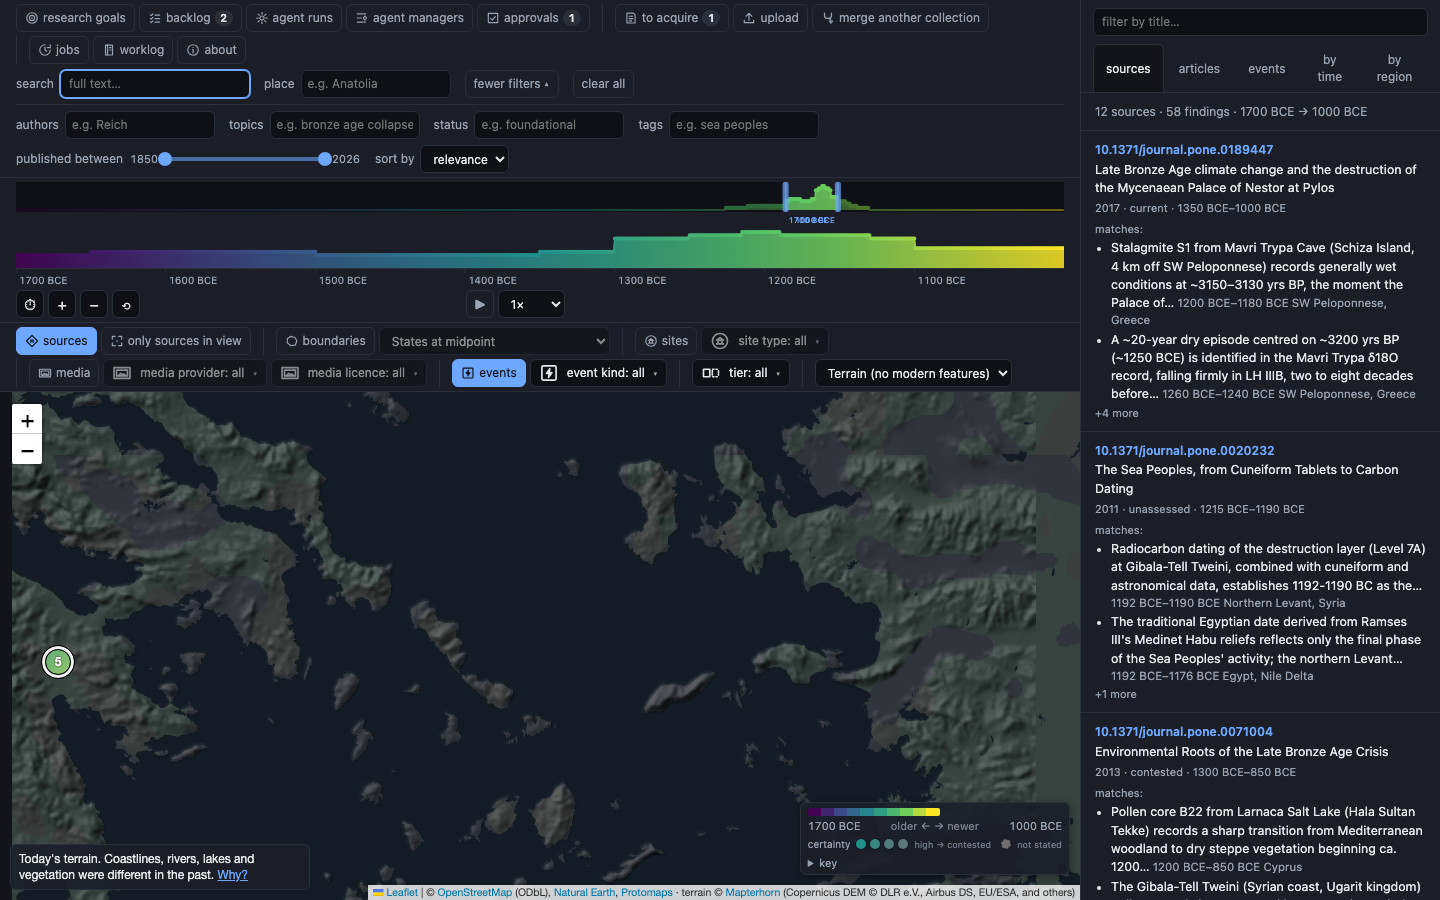 research goals
backlog 2
agent runs
agent managers
approvals 1
to acquire 1
upload
merge another collection
jobs
worklog
about
search full text...
place e.g. Anatolia
fewer filters
clear all
authors e.g. Reich
topics e.g. bronze age collapse
status e.g. foundational
tags e.g. sea peoples
published between 1850 2026
sort by relevance
1700 BCE
1600 BCE
1500 BCE
1400 BCE
1300 BCE
1200 BCE
1100 BCE
1×
sources
only sources in view
boundaries
States at midpoint
sites
site type: all
media
media provider: all
media licence: all
events
event kind: all
tier: all
Terrain (no modern features)
+
−
5
Today's terrain. Coastlines, rivers, lakes and
vegetation were different in the past. Why?
1700 BCE older ← → newer 1000 BCE
certainty high → contested not stated
key
Leaflet | © OpenStreetMap (ODbL), Natural Earth, Protomaps · terrain © Mapterhorn (Copernicus DEM © DLR e.V., Airbus DS, EU/ESA, and others)
filter by title...
sources
articles
events
by time
by region
12 sources · 58 findings · 1700 BCE → 1000 BCE
10.1371/journal.pone.0189447
Late Bronze Age climate change and the destruction of
the Mycenaean Palace of Nestor at Pylos
2017 · current · 1350 BCE–1000 BCE
matches:
• Stalagmite S1 from Mavri Trypa Cave (Schiza Island,
4 km off SW Peloponnese) records generally wet
conditions at ~3150–3130 yrs BP, the moment the
Palace of... 1200 BCE–1180 BCE SW Peloponnese,
Greece
• A ~20-year dry episode centred on ~3200 yrs BP
(~1250 BCE) is identified in the Mavri Trypa δ18O
record, falling firmly in LH IIIB, two to eight decades
before... 1260 BCE–1240 BCE SW Peloponnese, Greece
+4 more
10.1371/journal.pone.0020232
The Sea Peoples, from Cuneiform Tablets to Carbon
Dating
2011 · unassessed · 1215 BCE–1190 BCE
matches:
• Radiocarbon dating of the destruction layer (Level 7A)
at Gibala-Tell Tweini, combined with cuneiform and
astronomical data, establishes 1192-1190 BC as the...
1192 BCE–1190 BCE Northern Levant, Syria
• The traditional Egyptian date derived from Ramses
III's Medinet Habu reliefs reflects only the final phase
of the Sea Peoples' activity; the northern Levant...
1192 BCE–1176 BCE Egypt, Nile Delta
+1 more
10.1371/journal.pone.0071004
Environmental Roots of the Late Bronze Age Crisis
2013 · contested · 1300 BCE–850 BCE
matches:
• Pollen core B22 from Larnaca Salt Lake (Hala Sultan
Tekke) records a sharp transition from Mediterranean
woodland to dry steppe vegetation beginning ca.
1200... 1200 BCE–850 BCE Cyprus
• The Gibala-Tell Tweini (Syrian coast, Ugarit kingdom)